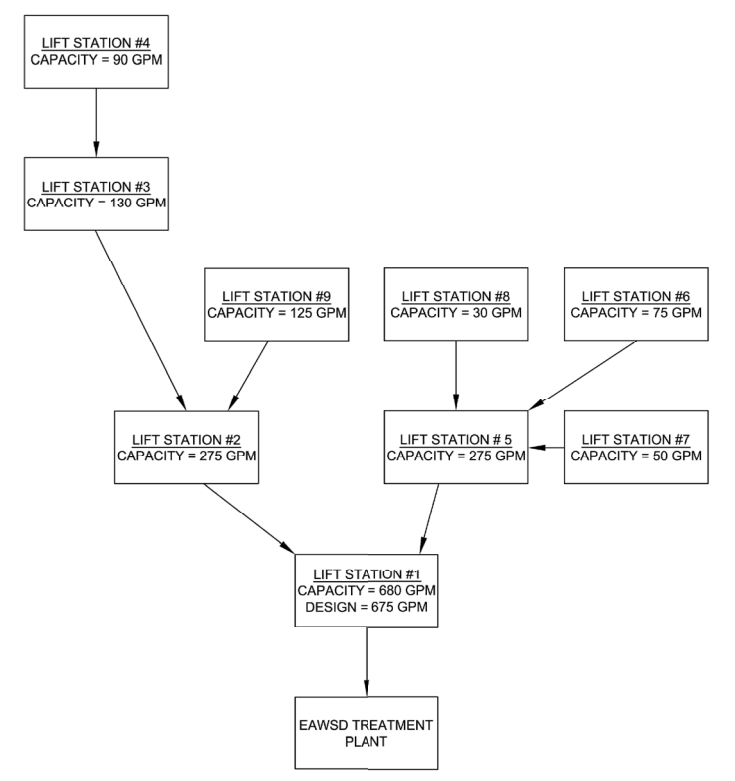 LIFT STATION #4
CAPACITY = 90 GPM
LIFT STATION #3
CAPACITY = 130 GPM
LIFT STATION #9
CAPACITY = 125 GPM
LIFT STATION #8
CAPACITY = 30 GPM
LIFT STATION #6
CAPACITY = 75 GPM
LIFT STATION #2
CAPACITY = 275 GPM
LIFT STATION # 5
CAPACITY = 275 GPM
LIFT STATION #7
CAPACITY = 50 GPM
LIFT STATION #1
CAPACITY = 680 GPM
DESIGN = 675 GPM
EAWSD TREATMENT
PLANT